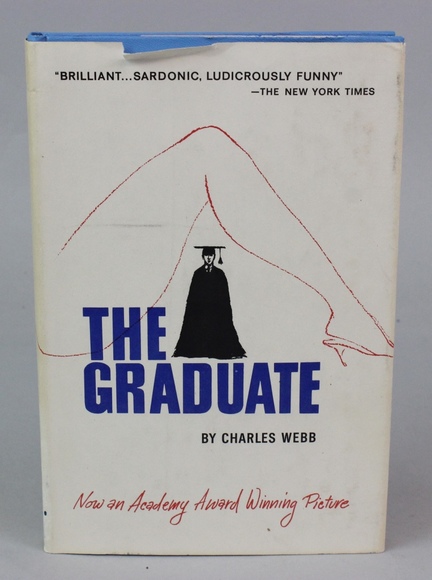 "BRILLIANT...SARDONIC, LUDICROUSLY FUNNY"
—THE NEW YORK TIMES
THE
GRADUATE
BY CHARLES WEBB
Now an Academy Award Winning Picture